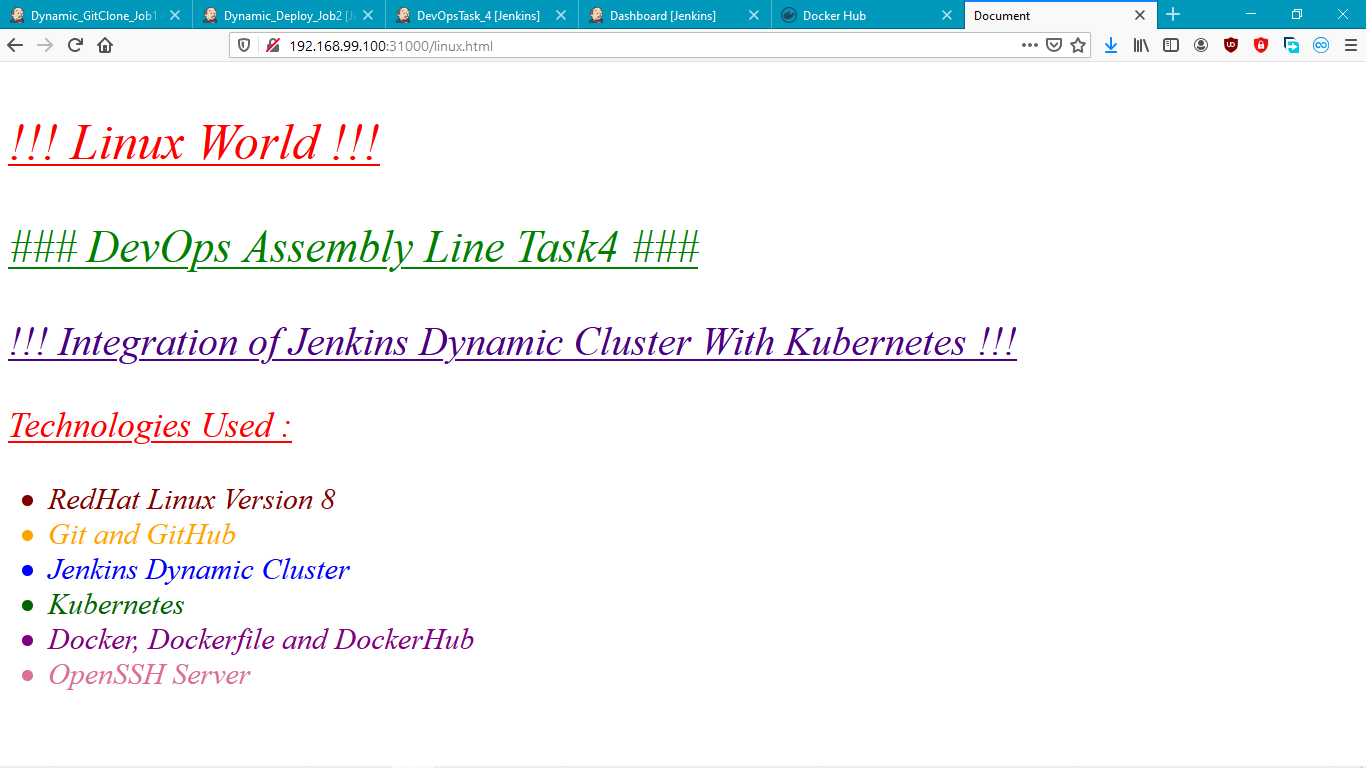 Dynamic_GitClone_Job1
Dynamic_Deploy_Job2 [Je
DevOpsTask_4 [Jenkins]
Dashboard [Jenkins]
Docker Hub
Document
192.168.99.100:31000/linux.html
!!! Linux World !!!
### DevOps Assembly Line Task4 ###
!!! Integration of Jenkins Dynamic Cluster With Kubernetes !!!
Technologies Used :
RedHat Linux Version 8
Git and GitHub
Jenkins Dynamic Cluster
Kubernetes
Docker, Dockerfile and DockerHub
OpenSSH Server